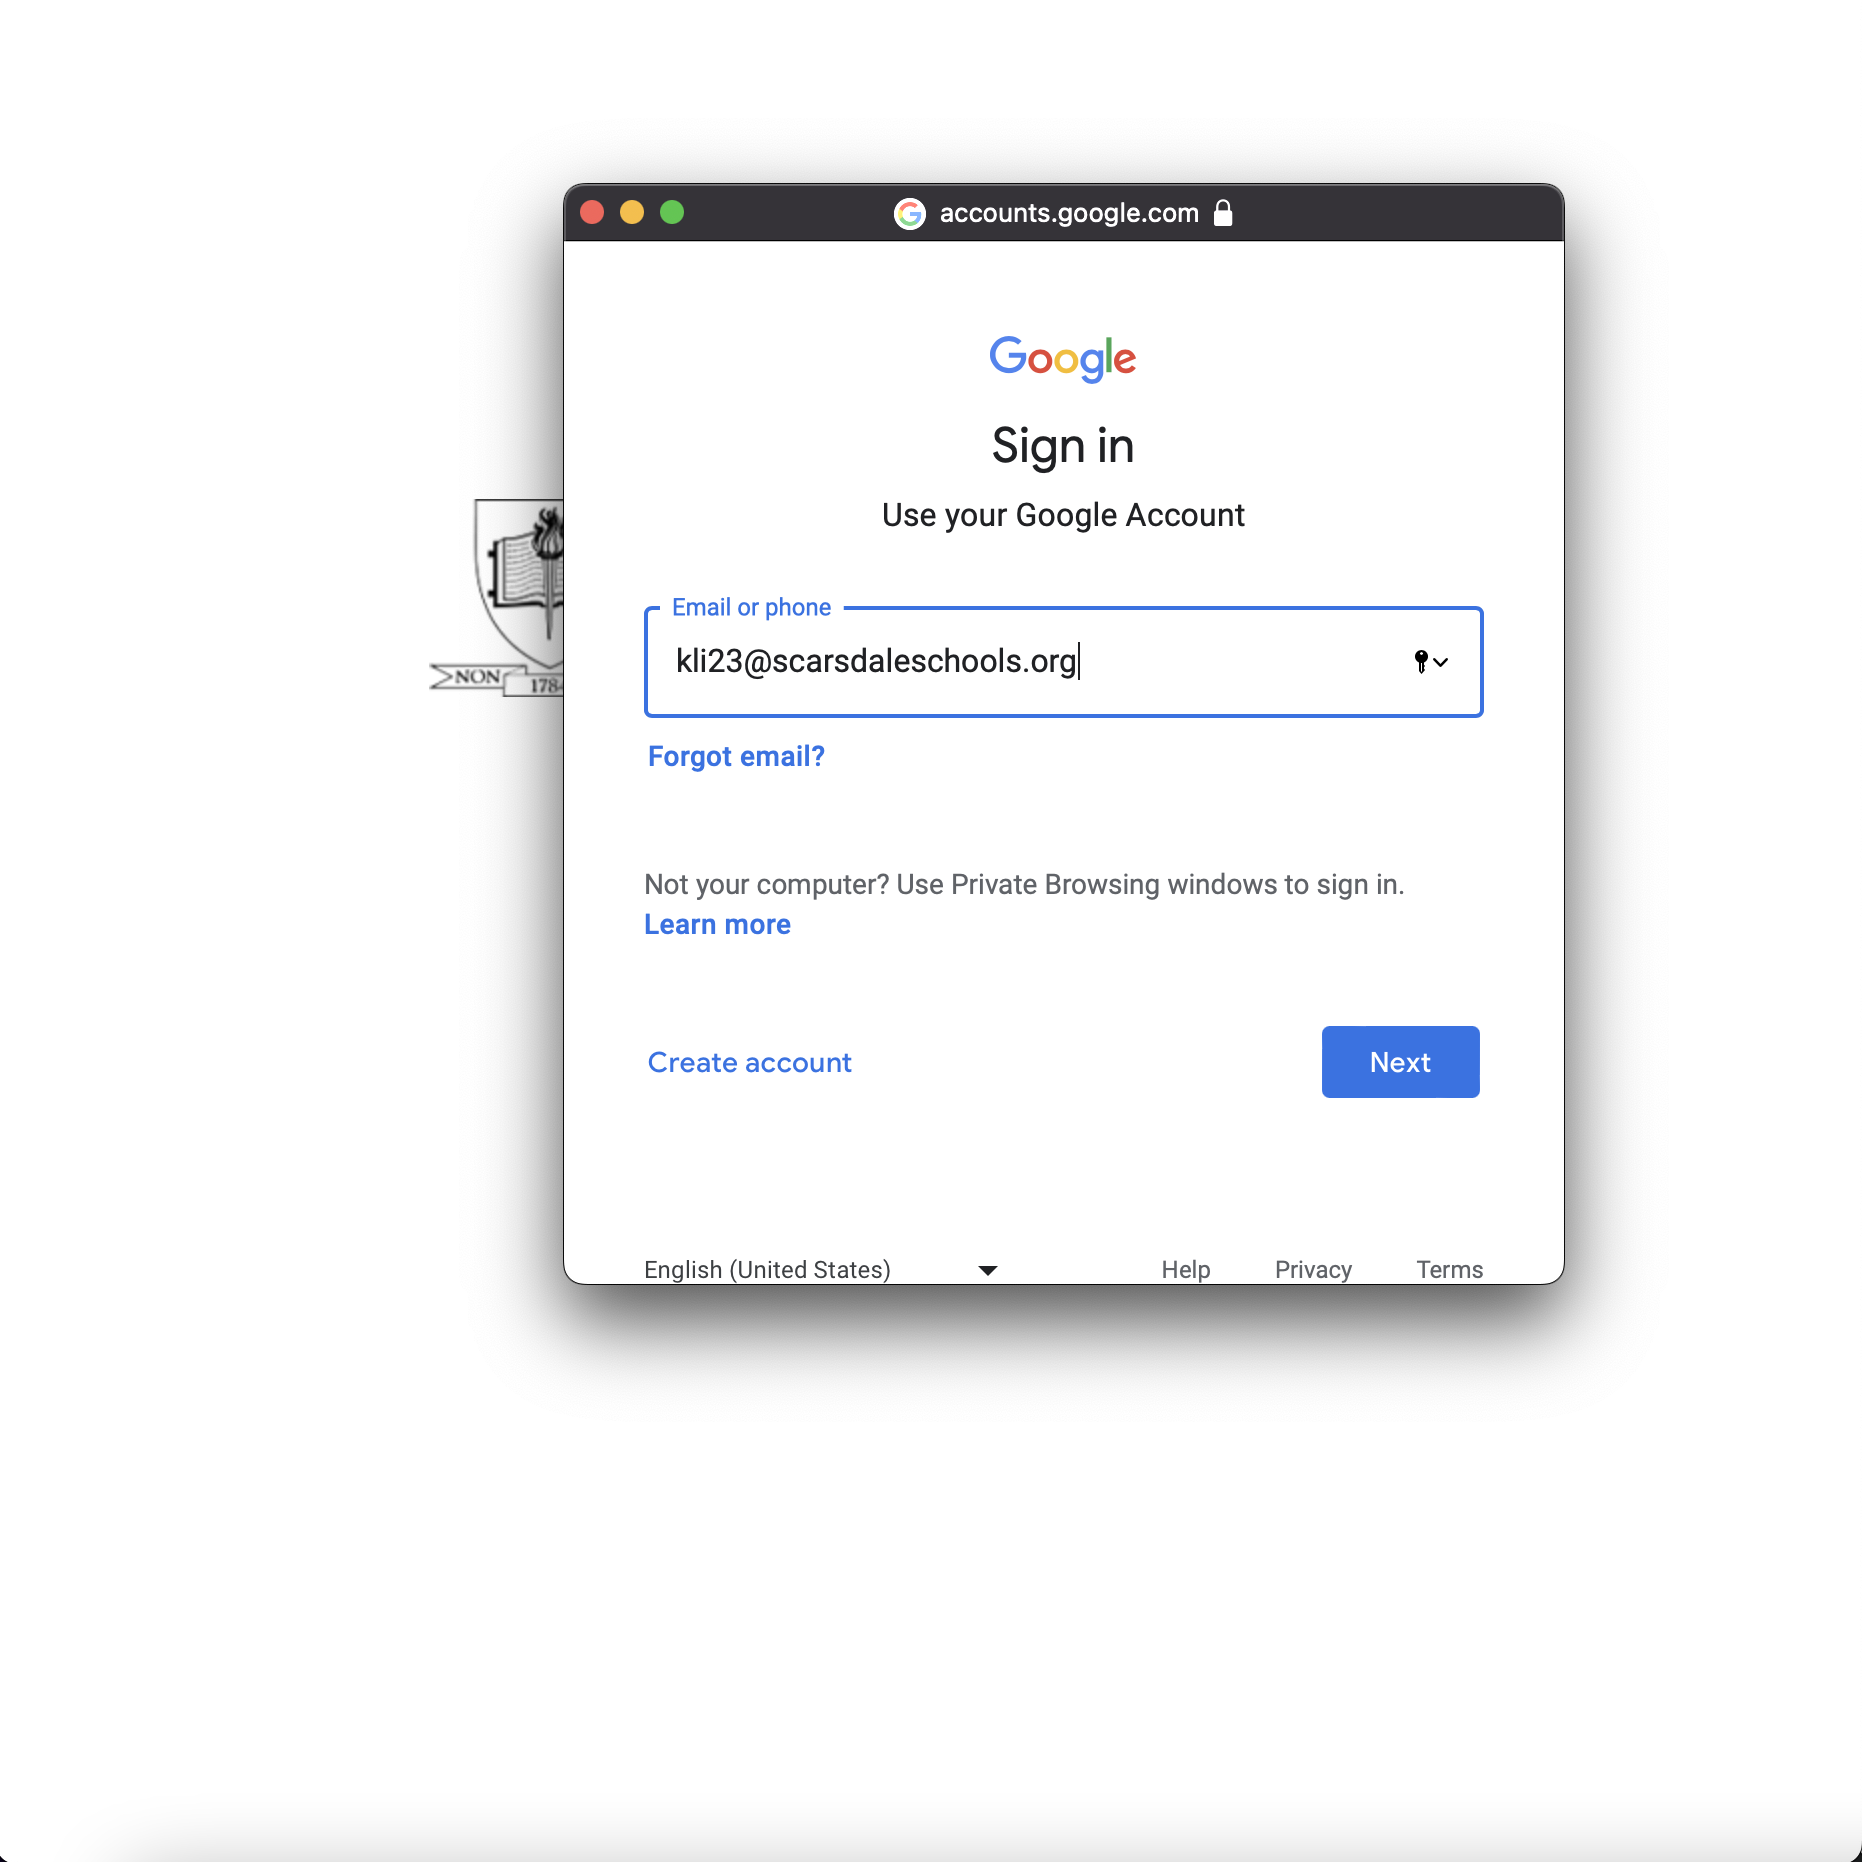 accounts.google.com
Google
Sign in
Use your Google Account
Email or phone
kli23@scarsdaleschools.org
NON
178
Forgot email?
Not your computer? Use Private Browsing windows to sign in.
Learn more
Create account
Next
English (United States)
Help
Privacy
Terms